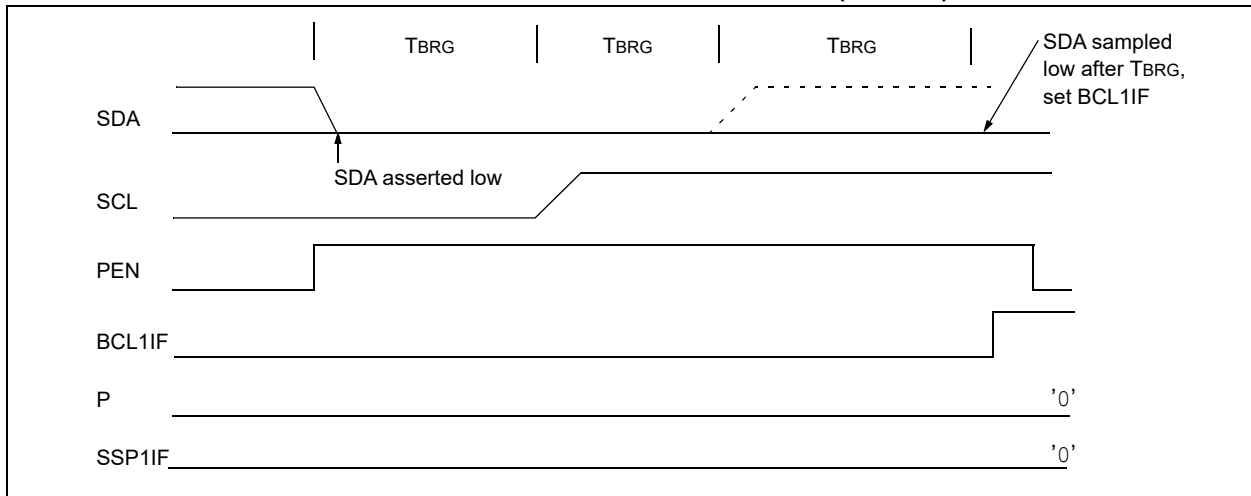 TBRG TBRG TBRG
SDA sampled
low after TBRG,
set BCL1IF
SDA
SDA asserted low
SCL
PEN
BCL1IF
P '0'
SSP1IF '0'